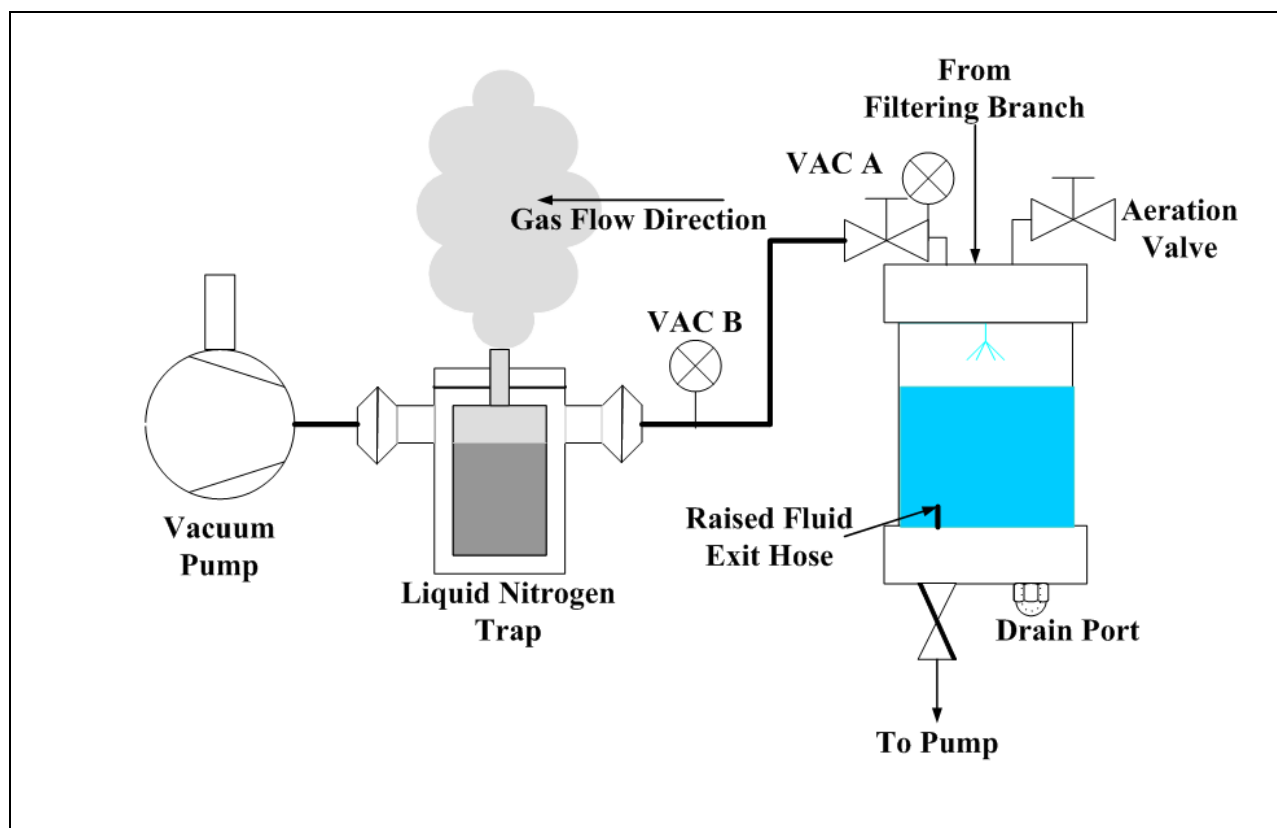 From
Filtering Branch
VAC A
Gas Flow Direction
Aeration
Valve
VAC B
Raised Fluid
Exit Hose
Vacuum
Pump
Liquid Nitrogen
Trap
Drain Port
To Pump